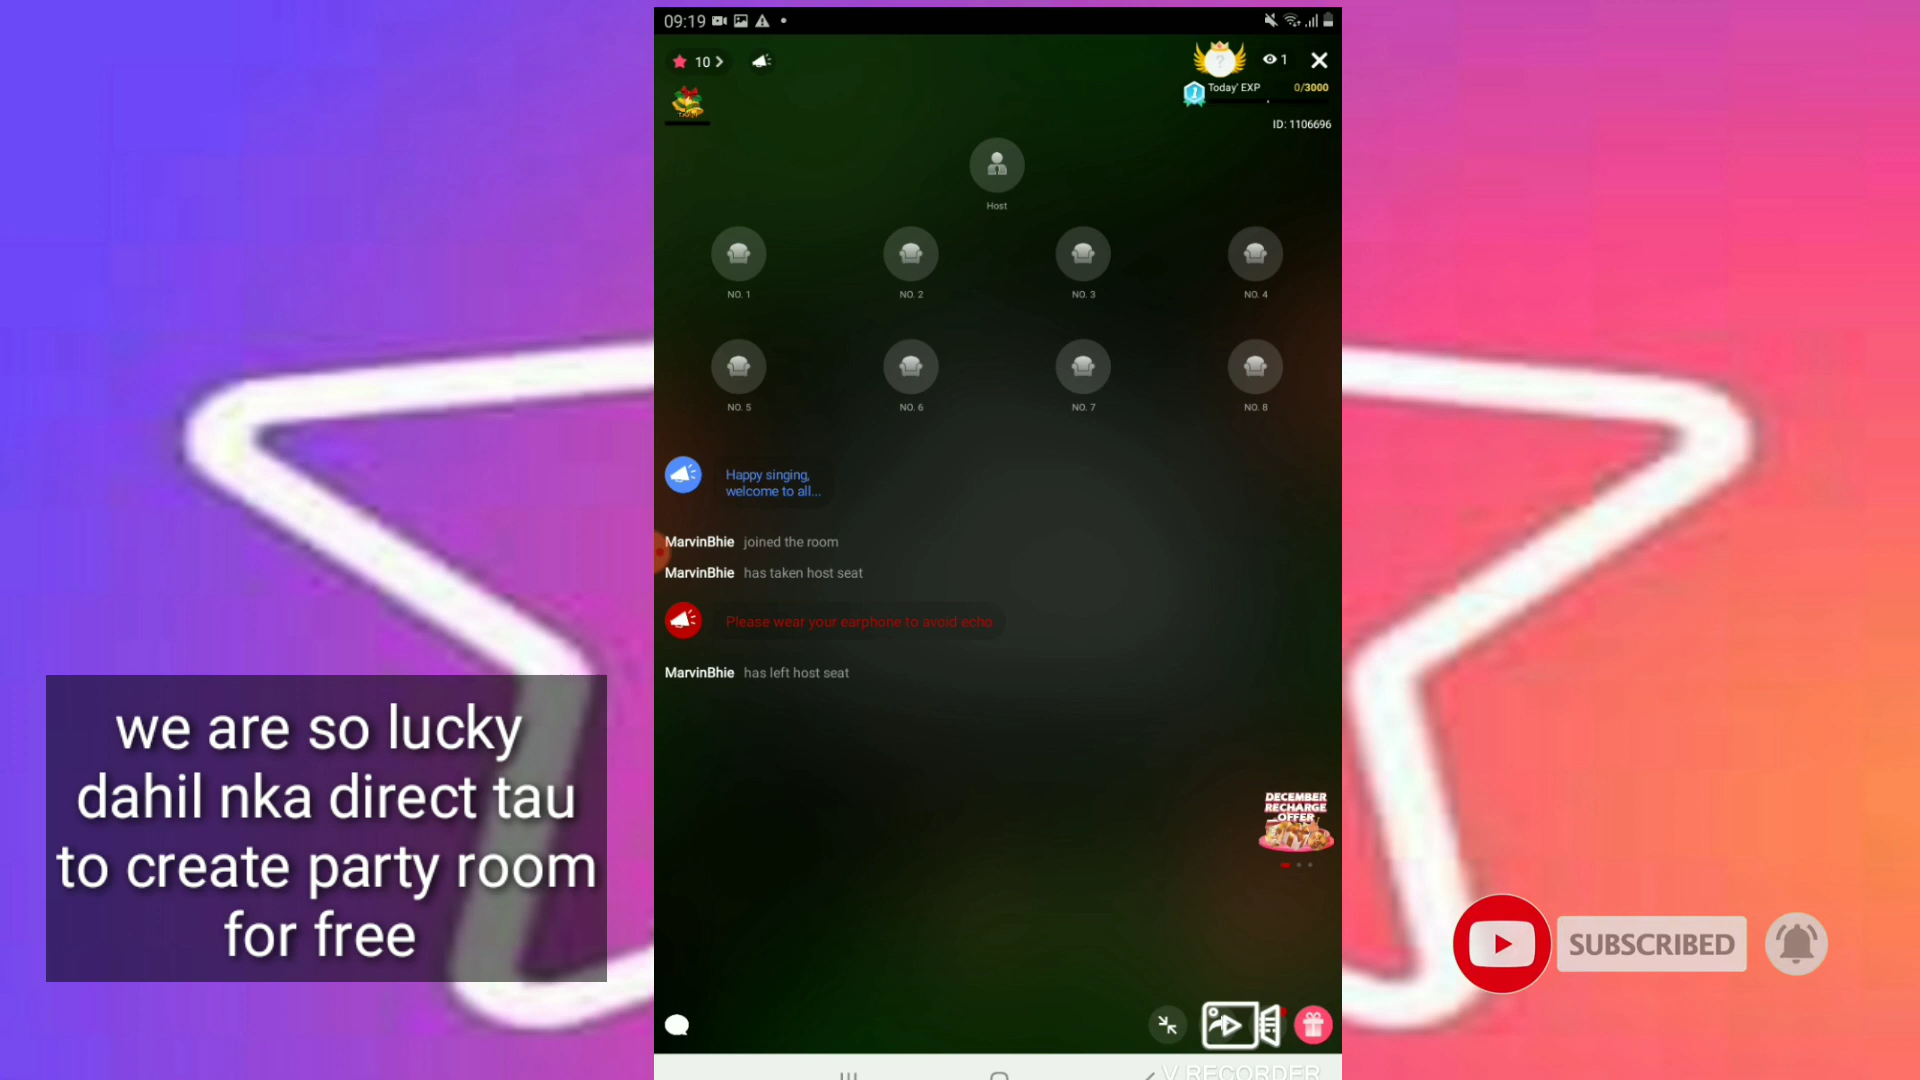 09:19
10
1
Today' EXP 0/3000
ID: 1106696
Host
NO. 1
NO. 2
NO. 3
NO. 4
NO. 5
NO. 6
NO. 7
NO. 8
Happy singing,
welcome to all...
MarvinBhie joined the room
MarvinBhie has taken host seat
Please wear your earphone to avoid echo
MarvinBhie has left host seat
we are so lucky
dahil nka direct tau
to create party room
for free
DECEMBER
RECHARGE
OFFER
SUBSCRIBED
V RECORDER